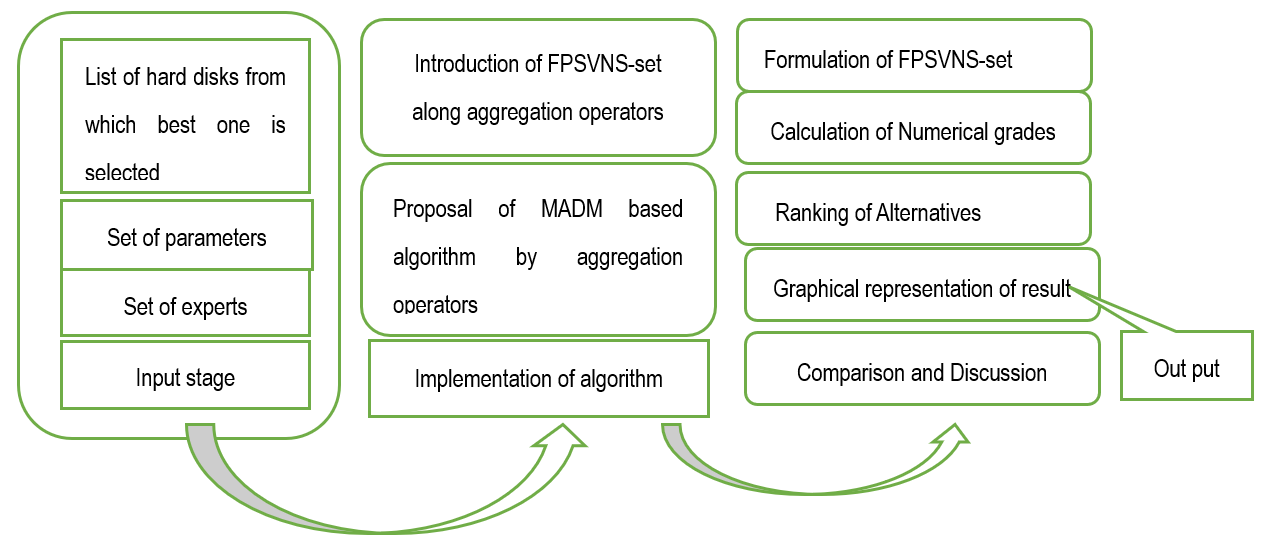 List of hard disks from
which best one is
selected
Set of parameters
Set of experts
Input stage
Introduction of FPSVNS-set
along aggregation operators
Proposal of MADM based
algorithm by aggregation
operators
Implementation of algorithm
Formulation of FPSVNS-set
Calculation of Numerical grades
Ranking of Alternatives
Graphical representation of result
Comparison and Discussion
Out put